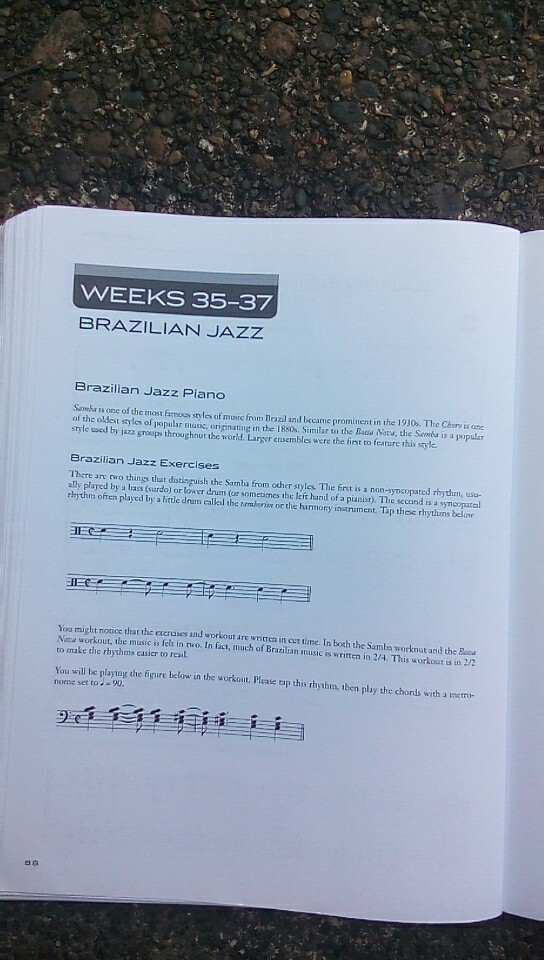 WEEKS 35–37
BRAZILIAN JAZZ
Brazilian Jazz Piano
Samba is one of the most famous styles of music from Brazil and became prominent in the 1930s. The Choro is one
of the oldest styles of popular music, originating in the 1880s. Similar to the Bossa Nova, the Samba is a popular
style used by jazz groups throughout the world. Larger ensembles were the first to feature this style.
Brazilian Jazz Exercises
There are two things that distinguish the Samba from other styles. The first is a non-syncopated rhythm, usu-
ally played by a bass (surdo) or lower drum (or sometimes the left hand of a pianist). The second is a syncopated
rhythm often played by a little drum called the tamborim or the harmony instrument. Tap these rhythms below
You might notice that the exercises and workout are written in cut time. In both the Samba workout and the Bossa
Nova workout, the music is felt in two. In fact, much of Brazilian music is written in 2/4. This workout is in 2/2
to make the rhythms easier to read.
You will be playing the figure below in the workout. Please tap this rhythm, then play the chords with a metro-
nome set to = 90.